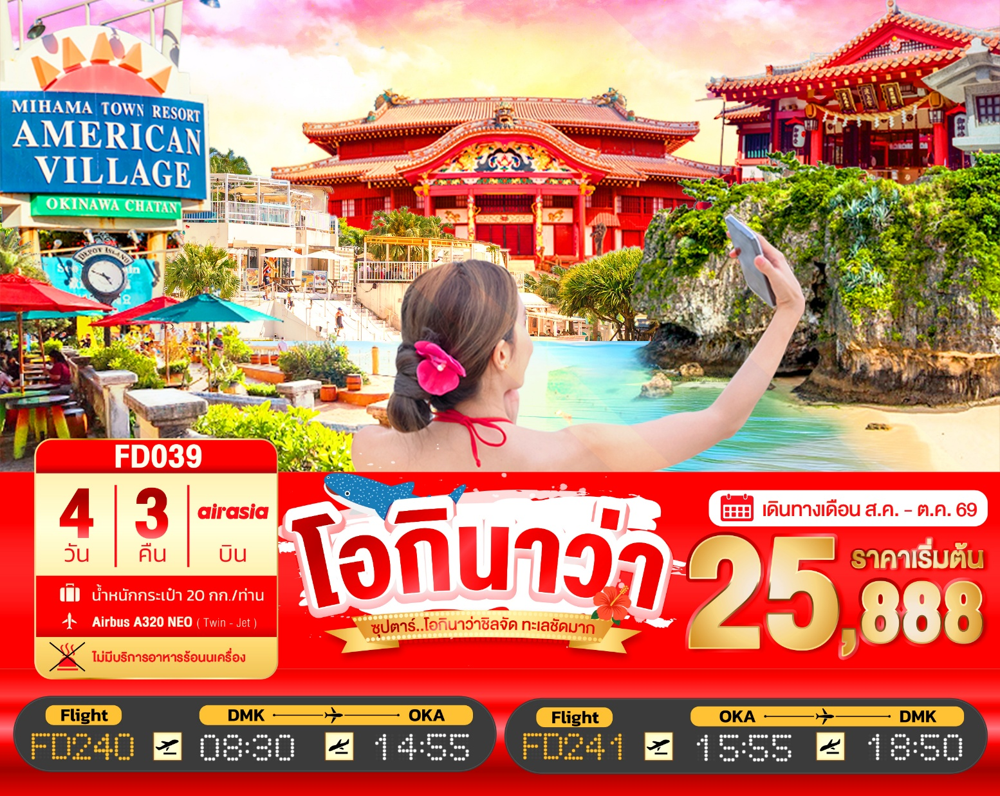 MIHAMA TOWN RESORT
AMERICAN
VILLAGE
OKINAWA CHATAN
DEPOT ISLAND
FD039
4
วัน
3
คืน
airasia
บิน
น้ำหนักกระเป๋า 20 กก./ท่าน
Airbus A320 NEO ( Twin - Jet )
ไม่มีบริการอาหารร้อนบนเครื่อง
โอกินาว่า
ซุปตาร์..โอกินาว่าชิลจัด ทะเลชัดมาก
เดินทางเดือน ส.ค. - ต.ค. 69
ราคาเริ่มต้น
25,888
Flight
DMK
OKA
FD240
08:30
14:55
Flight
OKA
DMK
FD241
15:55
18:50